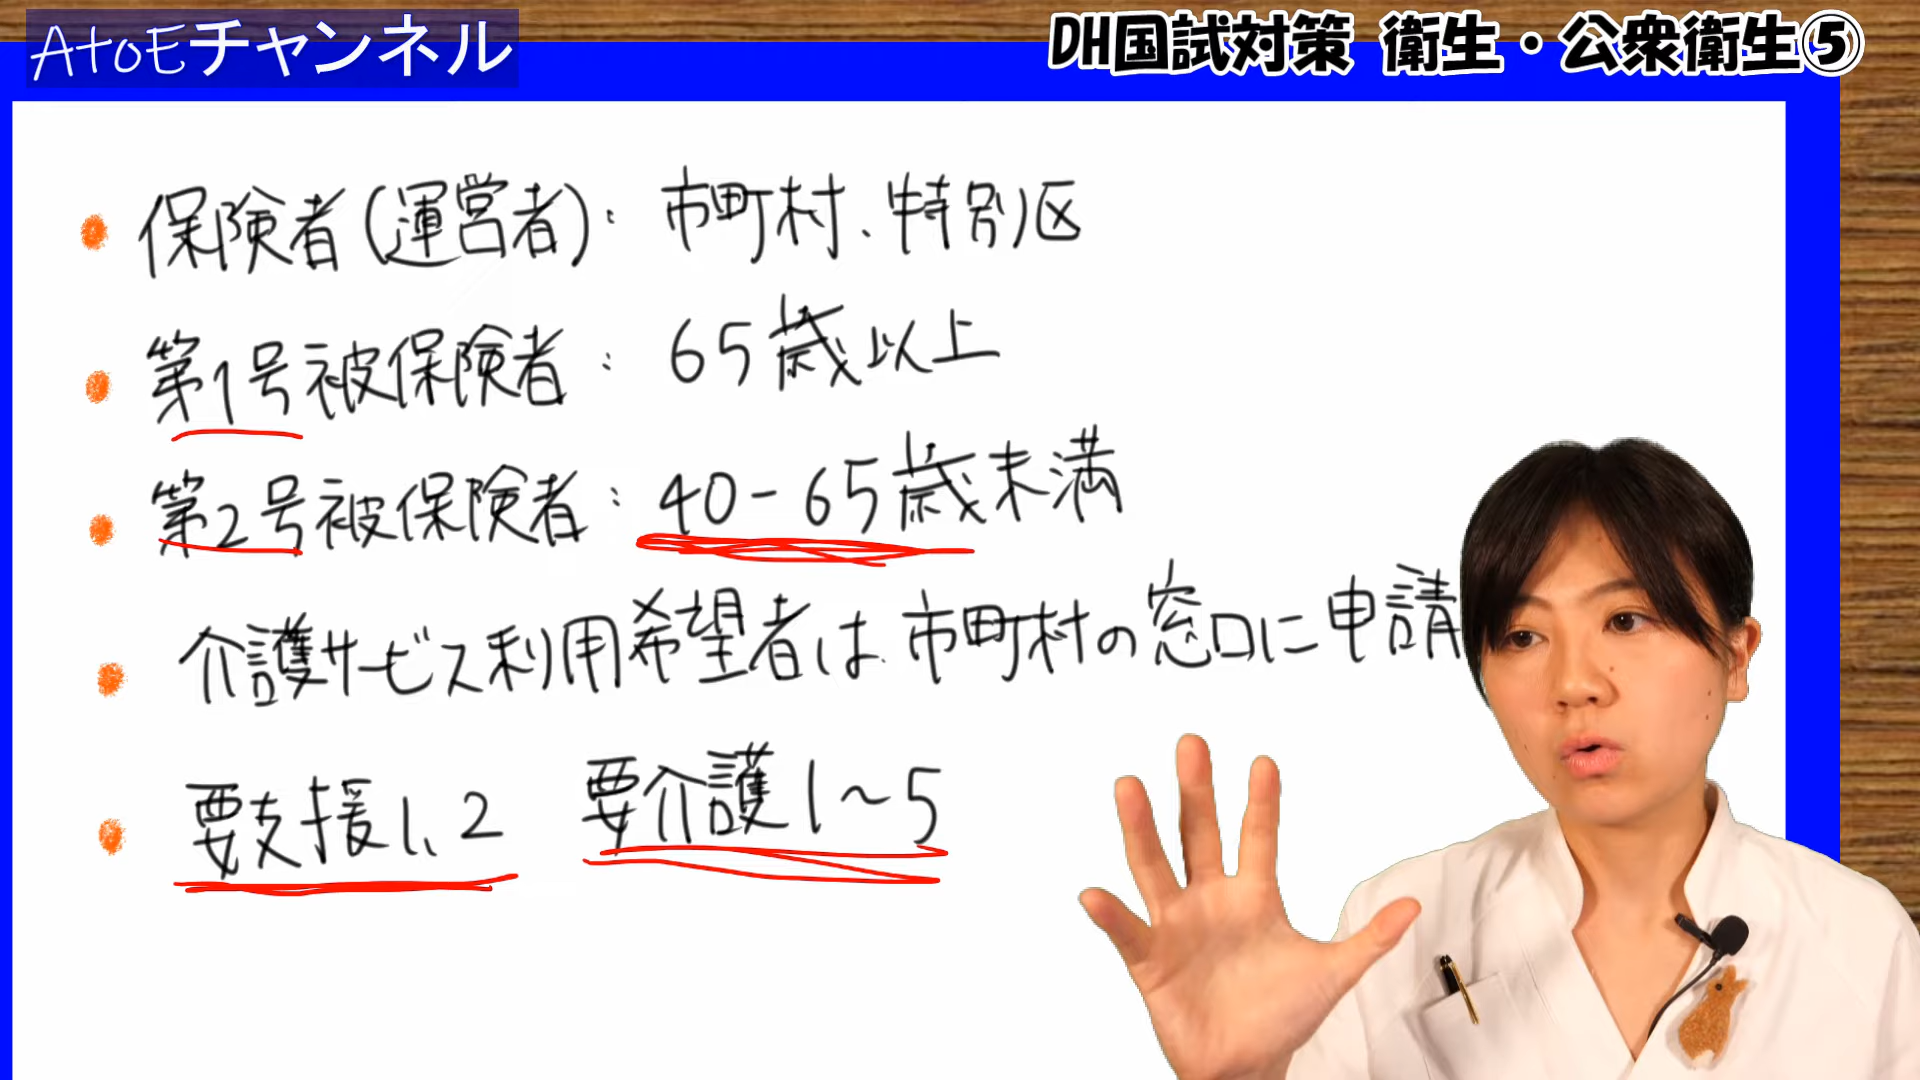 AtoEチャンネル
DH国試対策 衛生・公衆衛生⑤
保険者(運営者): 市町村、特別区
第1号被保険者: 65歳以上
第2号被保険者: 40-65歳未満
介護サービス利用希望者は 市町村の窓口に申請
要支援1、2 要介護1~5